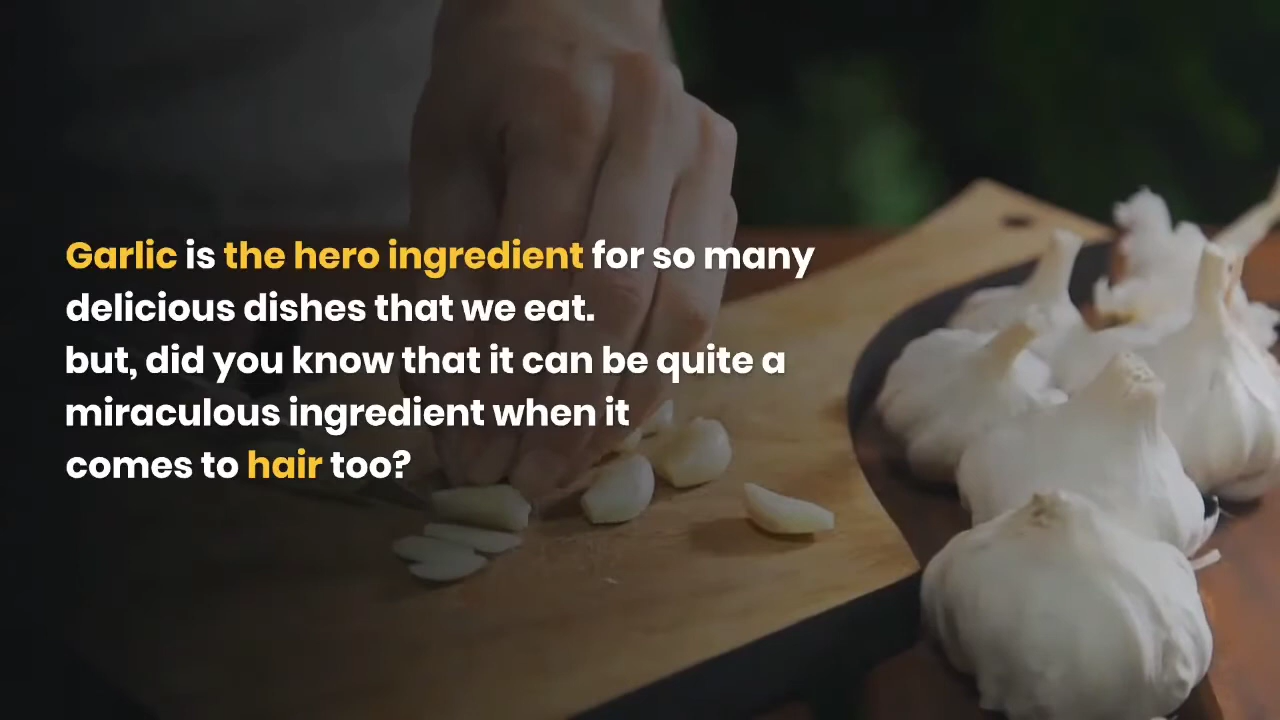 Garlic is the hero ingredient for so many
delicious dishes that we eat.
but, did you know that it can be quite a
miraculous ingredient when it
comes to hair too?